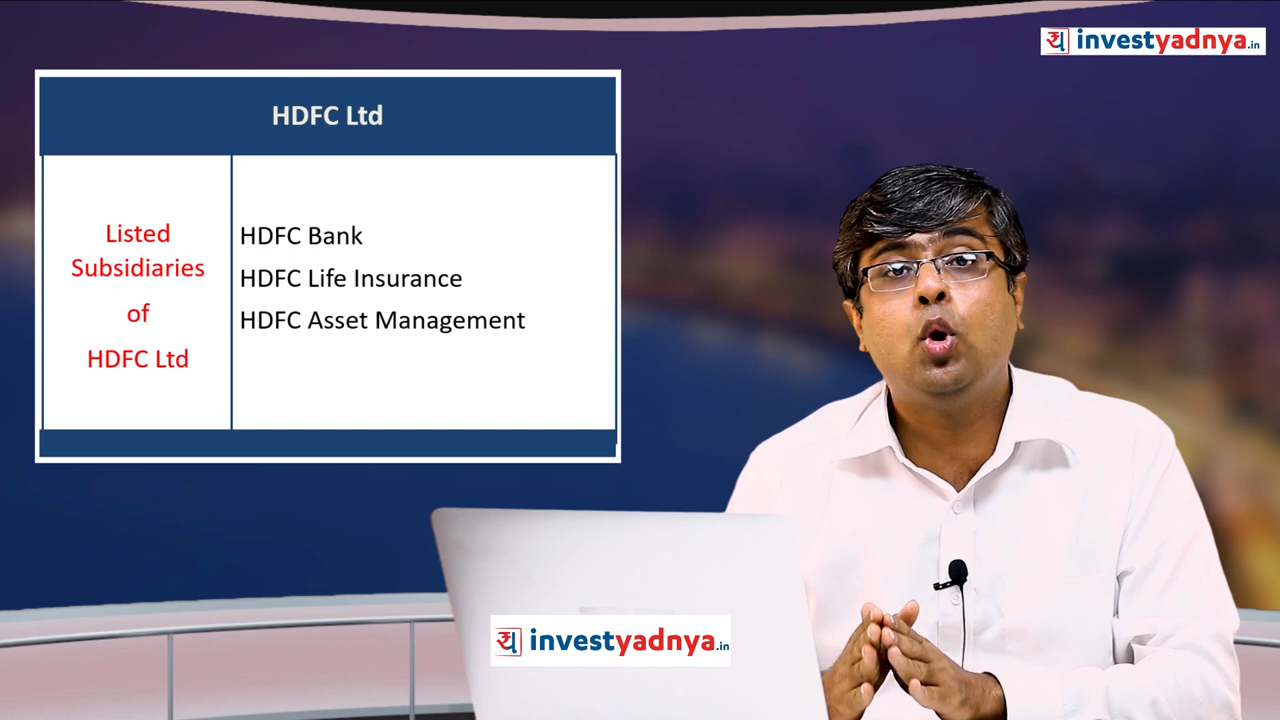 investyadnya.in
HDFC Ltd
Listed
Subsidiaries
of
HDFC Ltd
HDFC Bank
HDFC Life Insurance
HDFC Asset Management
investyadnya.in